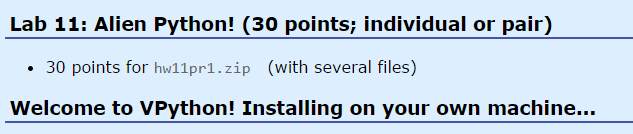 Lab 11: Alien Python! (30 points; individual or pair)
30 points for hw11pr1.zip (with several files)
Welcome to VPython! Installing on your own machine...